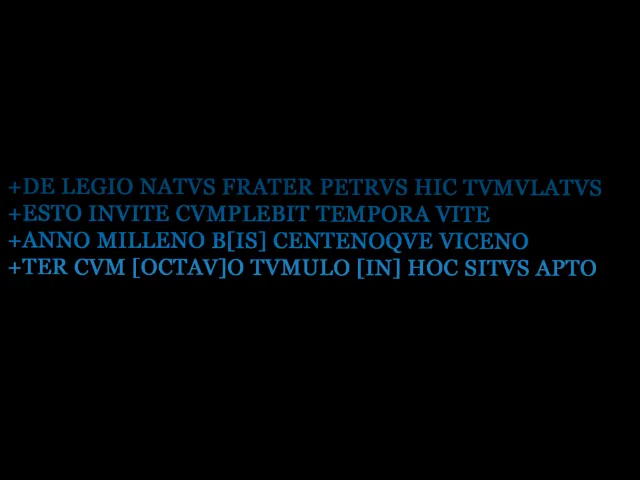 +DE LEGIO NATVS FRATER PETRVS HIC TVMVLATVS
+ESTO INVITE CVMPLEBIT TEMPORA VITE
+ANNO MILLENO B[IS] CENTENOQVE VICENO
+TER CVM [OCTAV]O TVMULO [IN] HOC SITVS APTO